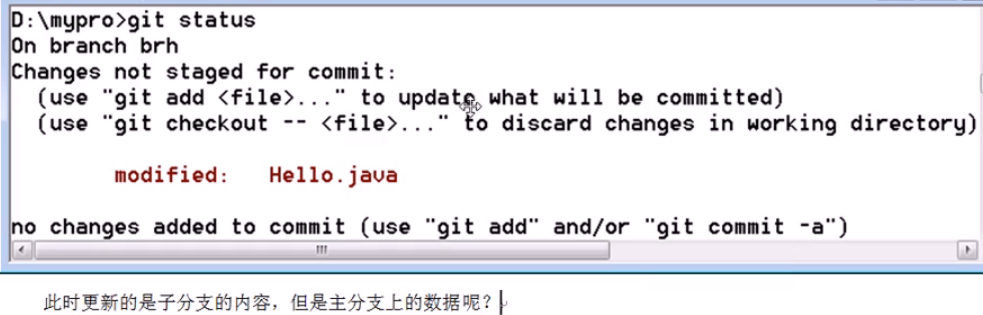 D:\mypro>git status
On branch brh
Changes not staged for commit:
(use "git add <file>..." to update what will be committed)
(use "git checkout -- <file>..." to discard changes in working directory)
modified: Hello.java
no changes added to commit (use "git add" and/or "git commit -a")
此时更新的是子分支的内容，但是主分支上的数据呢？